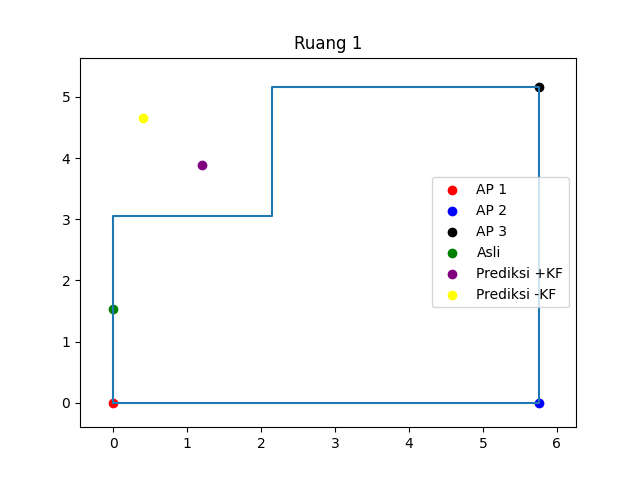 Ruang 1
5
4
3
2
1
0
AP 1
AP 2
AP 3
Asli
Prediksi +KF
Prediksi -KF
0 1 2 3 4 5 6